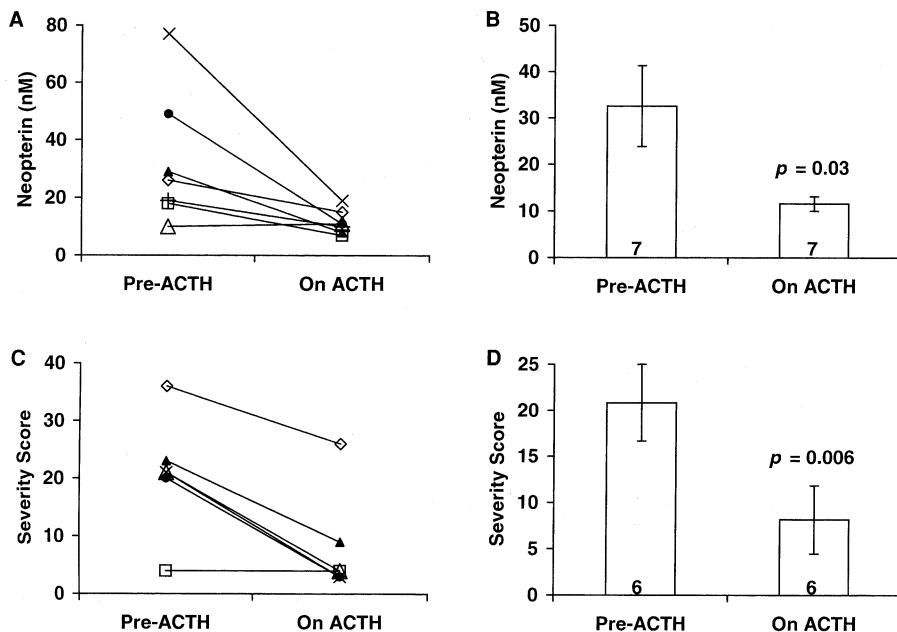 A
B
80
60
40
20
0
Neopterin (nM)
Pre-ACTH
On ACTH
50
40
30
20
10
0
Neopterin (nM)
p = 0.03
7
7
Pre-ACTH
On ACTH
C
D
40
30
20
10
0
Severity Score
Pre-ACTH
On ACTH
25
20
15
10
5
0
Severity Score
p = 0.006
6
6
Pre-ACTH
On ACTH